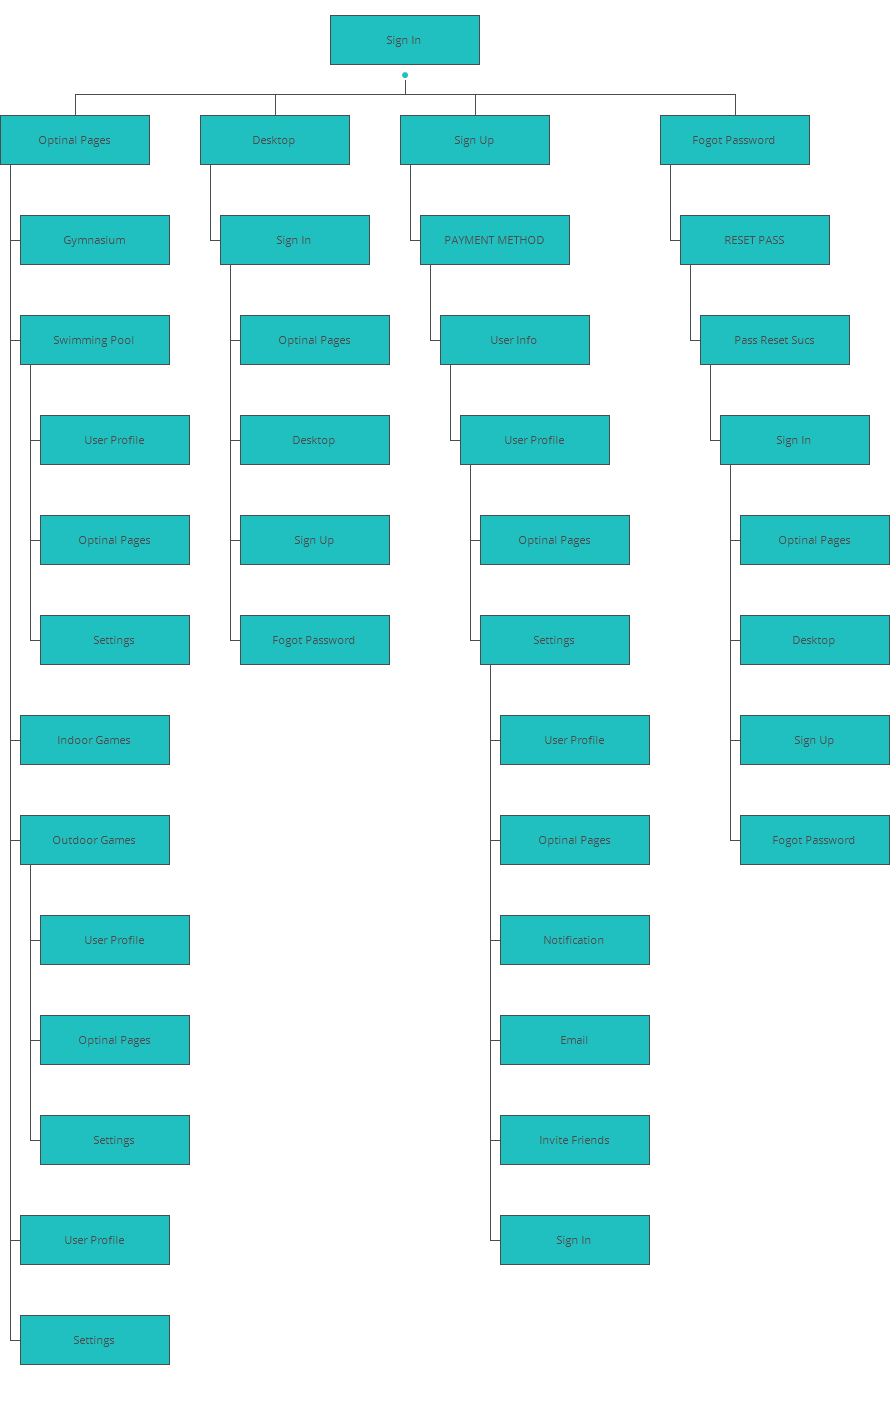 Sign In
Optinal Pages
Gymnasium
Swimming Pool
User Profile
Optinal Pages
Settings
Indoor Games
Outdoor Games
User Profile
Optinal Pages
Settings
User Profile
Settings
Desktop
Sign In
Optinal Pages
Desktop
Sign Up
Fogot Password
Sign Up
PAYMENT METHOD
User Info
User Profile
Optinal Pages
Settings
User Profile
Optinal Pages
Notification
Email
Invite Friends
Sign In
Fogot Password
RESET PASS
Pass Reset Sucs
Sign In
Optinal Pages
Desktop
Sign Up
Fogot Password